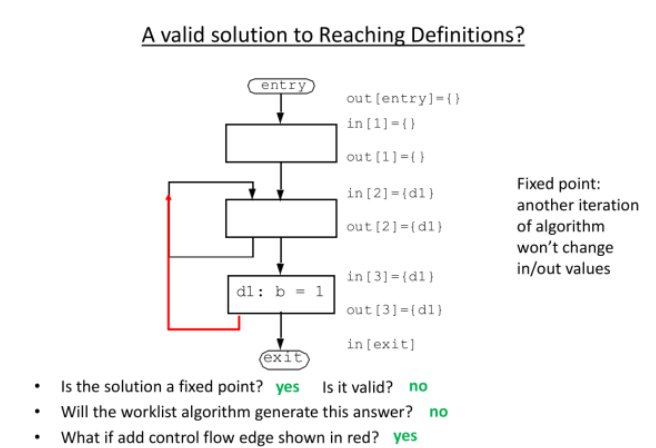 A valid solution to Reaching Definitions?
entry
out[entry]={}
in[1]={}
out[1]={}
in[2]={d1}
out[2]={d1}
in[3]={d1}
d1: b = 1
out[3]={d1}
in[exit]
exit
Fixed point:
another iteration
of algorithm
won't change
in/out values
• Is the solution a fixed point? yes Is it valid? no
• Will the worklist algorithm generate this answer? no
• What if add control flow edge shown in red? yes